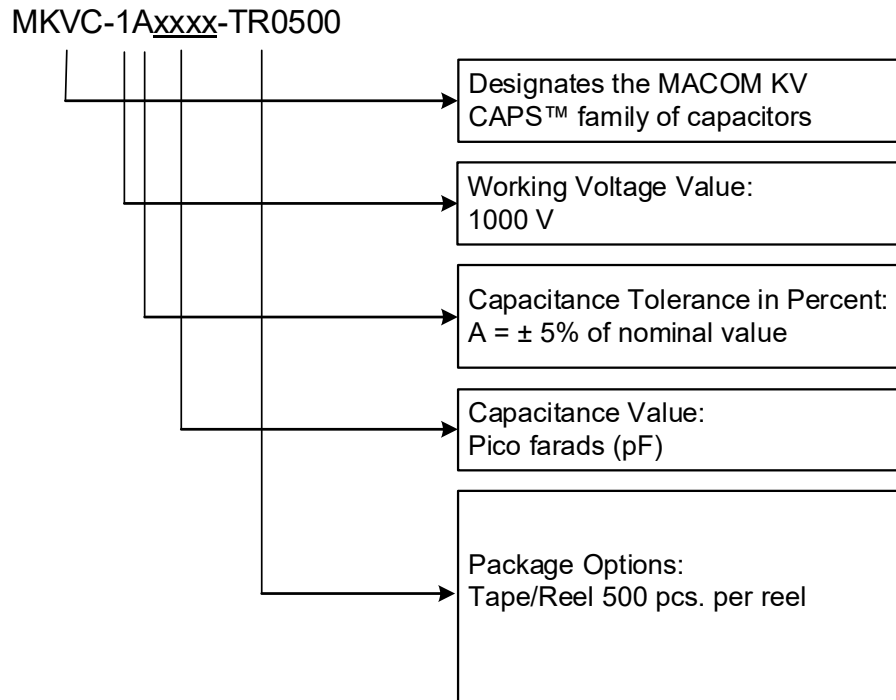 MKVC-1Axxxx-TR0500
Designates the MACOM KV
CAPS™ family of capacitors
Working Voltage Value:
1000 V
Capacitance Tolerance in Percent:
A = ± 5% of nominal value
Capacitance Value:
Pico farads (pF)
Package Options:
Tape/Reel 500 pcs. per reel